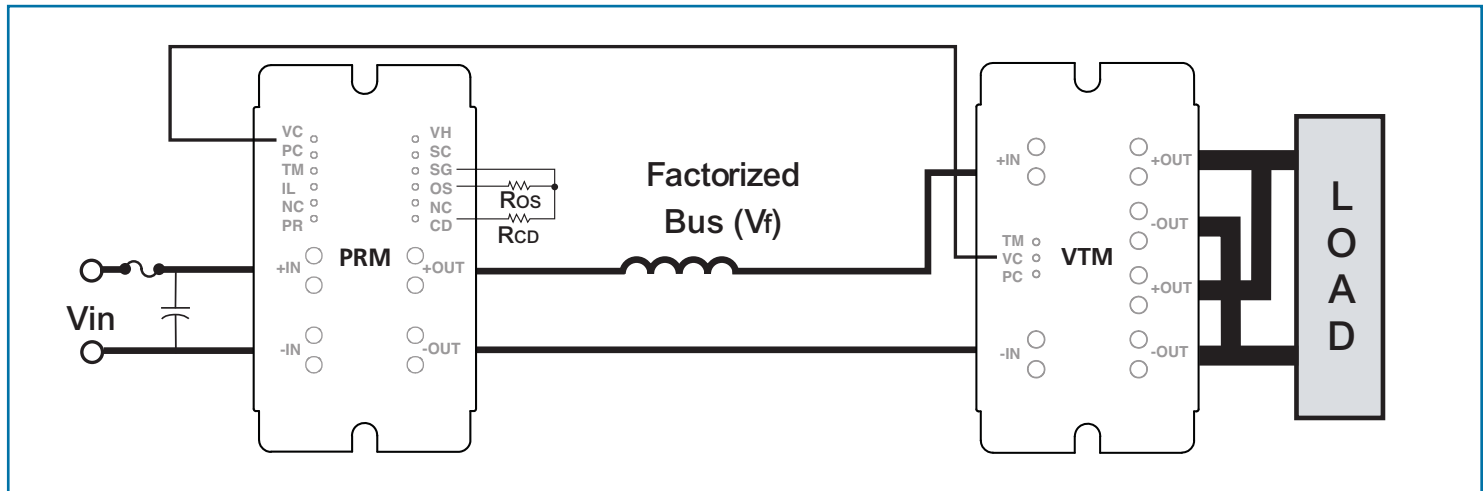 VC
PC
TM
IL
NC
PR
VH
SC
SG
OS
NC
CD
ROS
RCD
PRM
+IN
-IN
+OUT
-OUT
Vin
Factorized
Bus (Vf)
+IN
TM
VC
PC
-IN
VTM
+OUT
-OUT
+OUT
-OUT
L
O
A
D